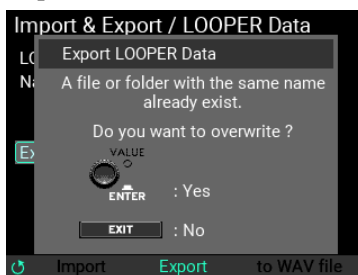 Import & Export / LOOPER Data
Export LOOPER Data
A file or folder with the same name
already exist.
Do you want to overwrite ?
VALUE
ENTER : Yes
EXIT : No
Import Export to WAV file